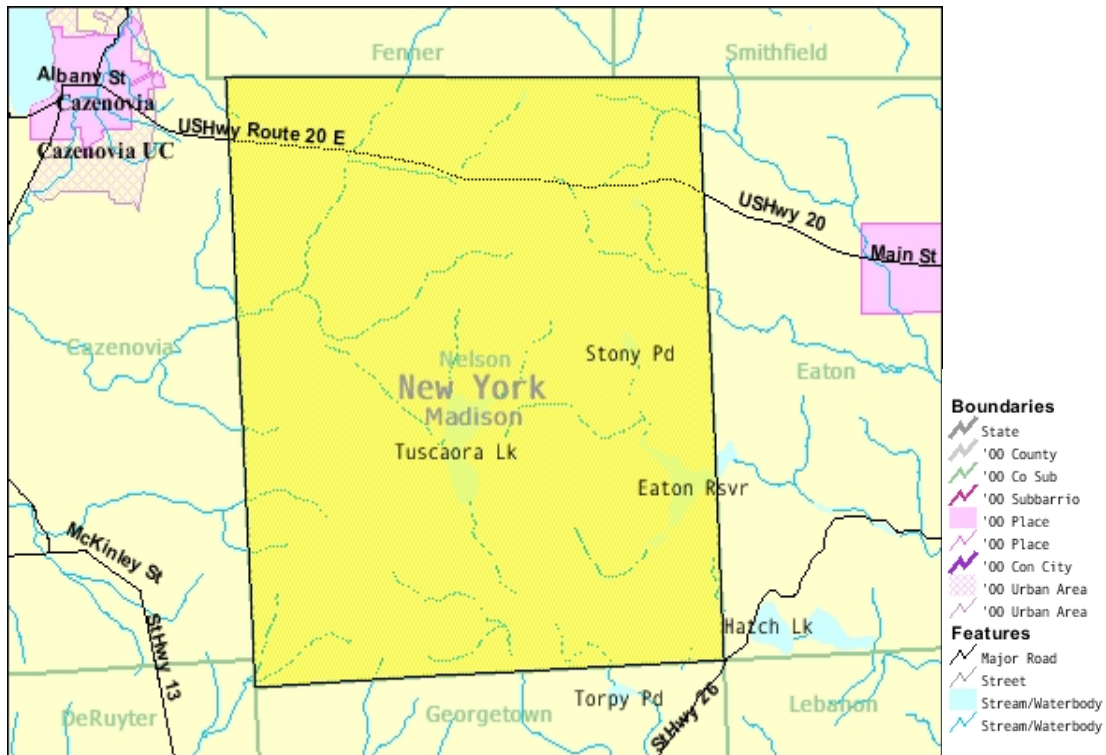 Fenner
Smithfield
Albany St
Cazenovia
USHwy Route 20 E
Cazenovia UC
USHwy 20
Main St
Cazenovia
Nelson
Stony Pd
Eaton
New York
Madison
Tuscaora Lk
Eaton Rsvr
McKinley St
StHwy 13
Hatch Lk
DeRuyter
Georgetown
Torpy Pd
StHwy 26
Lebanon
Boundaries
State
'00 County
'00 Co Sub
'00 Subbarrio
'00 Place
'00 Place
'00 Con City
'00 Urban Area
'00 Urban Area
Features
Major Road
Street
Stream/Waterbody
Stream/Waterbody